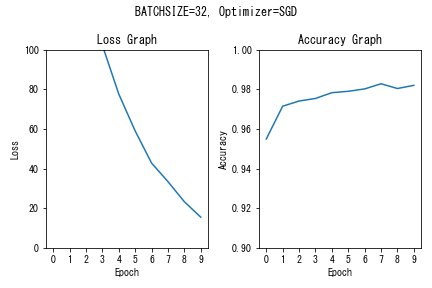 BATCHSIZE=32, Optimizer=SGD
Loss Graph
100
80
60
40
20
0
Loss
0 1 2 3 4 5 6 7 8 9
Epoch
Accuracy Graph
1.00
0.98
0.96
0.94
0.92
0.90
Accuracy
0 1 2 3 4 5 6 7 8 9
Epoch